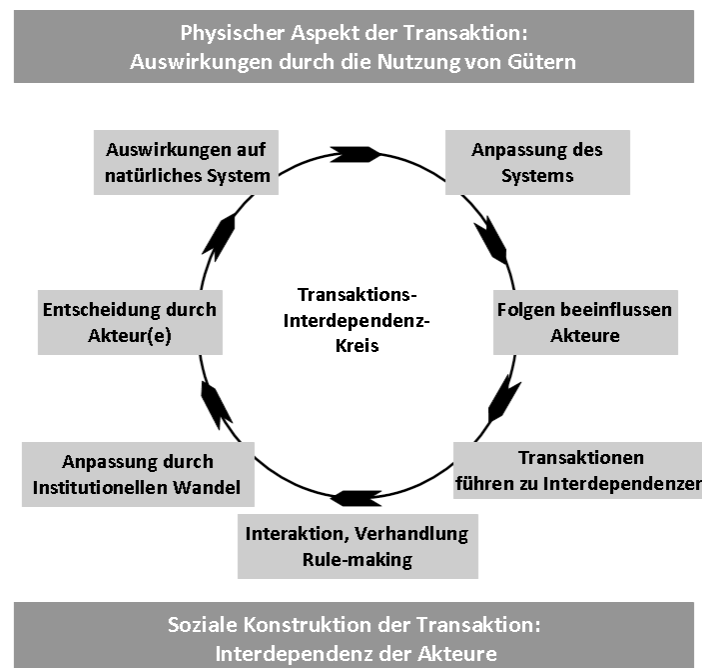 Physischer Aspekt der Transaktion:
Auswirkungen durch die Nutzung von Gütern
Auswirkungen auf
natürliches System
Anpassung des
Systems
Entscheidung durch
Akteur(e)
Transaktions-
Interdependenz-
Kreis
Folgen beeinflussen
Akteure
Anpassung durch
Institutionellen Wandel
Transaktionen
führen zu Interdependenzer
Interaktion, Verhandlung
Rule-making
Soziale Konstruktion der Transaktion:
Interdependenz der Akteure